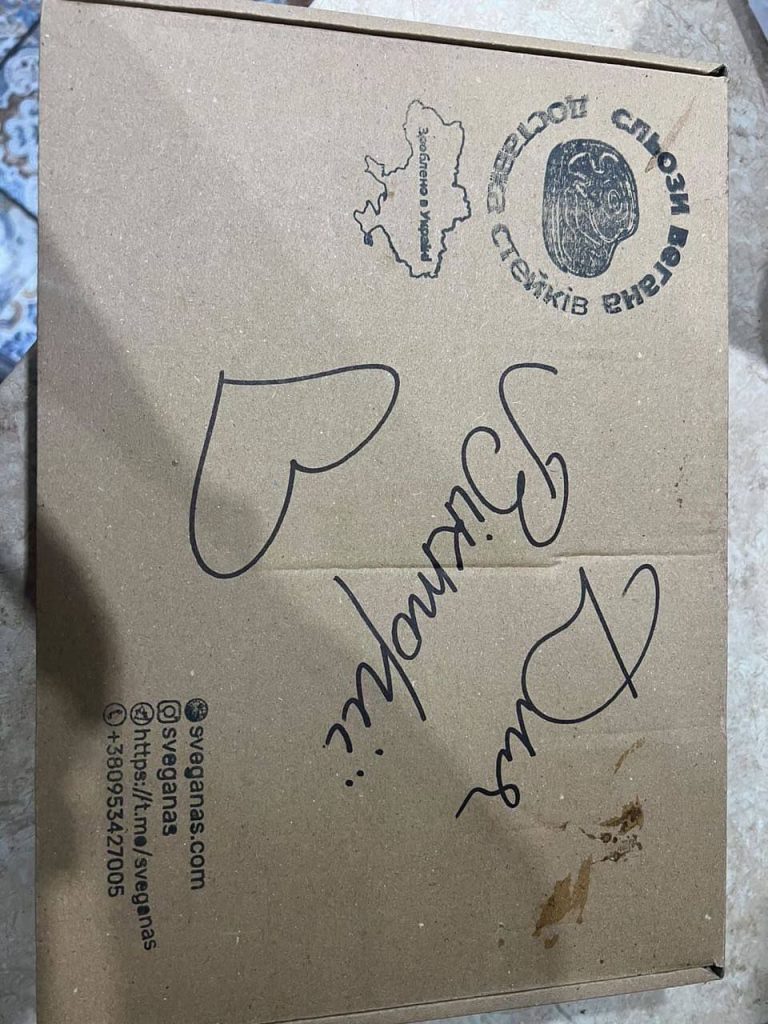 сльози вегана
доставка стейків
Зроблено в Україні
Для
Вікторії
sveganas.com
sveganas
https://t.me/sveganas
+380953427005